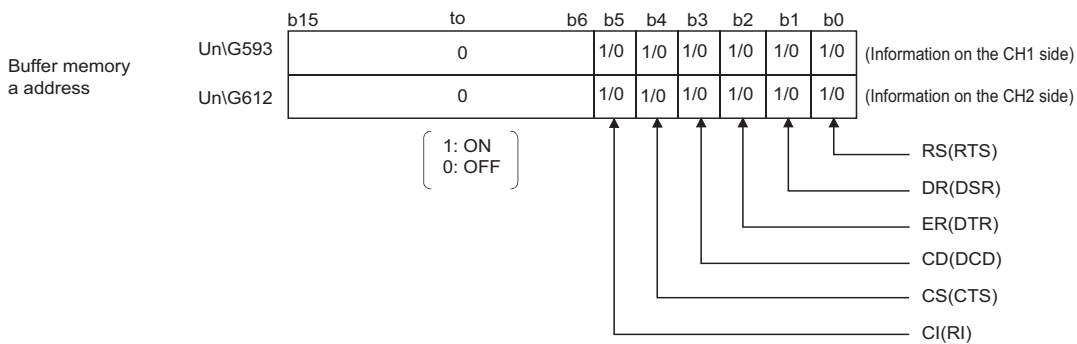 b15 to b6 b5 b4 b3 b2 b1 b0
Buffer memory
a address
Un\G593 0 1/0 1/0 1/0 1/0 1/0 1/0 (Information on the CH1 side)
Un\G612 0 1/0 1/0 1/0 1/0 1/0 1/0 (Information on the CH2 side)
1: ON
0: OFF
RS(RTS)
DR(DSR)
ER(DTR)
CD(DCD)
CS(CTS)
CI(RI)